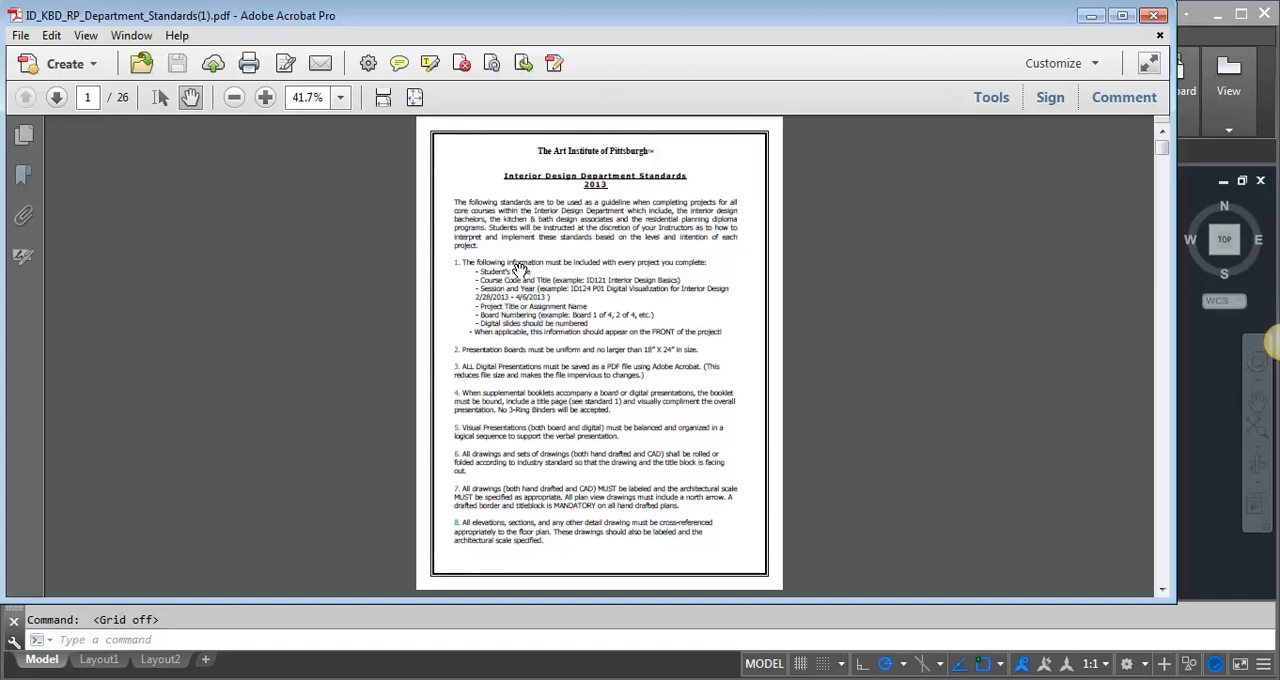 ID_KBD_RP_Department_Standards(1).pdf - Adobe Acrobat Pro
File Edit View Window Help
Create
Customize
1 / 26
41.7%
Tools Sign Comment
View
The Art Institute of Pittsburgh
Interior Design Department Standards
2013
The following standards are to be used as a guideline when completing projects for all
core courses within the Interior Design Department which include, the interior design
bachelors, the kitchen & bath design associates and the residential planning diploma
programs. Students will be instructed at the discretion of your Instructors as to how to
interpret and implement these standards based on the level and intention of each
project.
1. The following information must be included with every project you complete:
- Student's
- Course Code and Title (example: ID121 Interior Design Basics)
- Session and Year (example: ID124 P01 Digital Visualization for Interior Design
2/28/2013 - 4/6/2013 )
- Project Title or Assignment Name
- Board Numbering (example: Board 1 of 4, 2 of 4, etc.)
- Digital slides should be numbered
- When applicable, this information should appear on the FRONT of the project!
2. Presentation Boards must be uniform and no larger than 18" X 24" in size.
3. ALL Digital Presentations must be saved as a PDF file using Adobe Acrobat. (This
reduces file size and makes the file impervious to changes.)
4. When supplemental booklets accompany a board or digital presentations, the booklet
must be bound, include a title page (see standard 1) and visually compliment the overall
presentation. No 3-Ring Binders will be accepted.
5. Visual Presentations (both board and digital) must be balanced and organized in a
logical sequence to support the verbal presentation.
6. All drawings and sets of drawings (both hand drafted and CAD) shall be rolled or
folded according to industry standard so that the drawing and the title block is facing
out.
7. All drawings (both hand drafted and CAD) MUST be labeled and the architectural scale
MUST be specified as appropriate. All plan view drawings must include a north arrow. A
drafted border and titleblock is MANDATORY on all hand drafted plans.
8. All elevations, sections, and any other detail drawing must be cross-referenced
appropriately to the floor plan. These drawings should also be labeled and the
architectural scale specified.
N
W TOP E
S
WCS
Command: <Grid off>
Type a command
Model Layout1 Layout2 +
MODEL 1:1